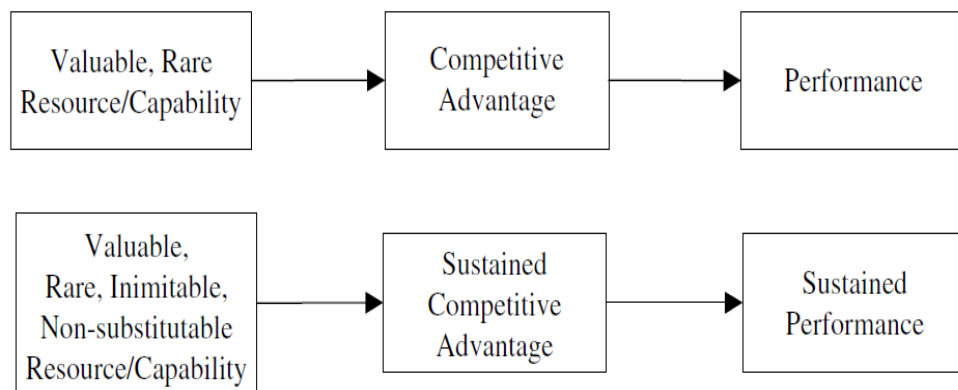 Valuable, Rare
Resource/Capability
Competitive
Advantage
Performance
Valuable,
Rare, Inimitable,
Non-substitutable
Resource/Capability
Sustained
Competitive
Advantage
Sustained
Performance